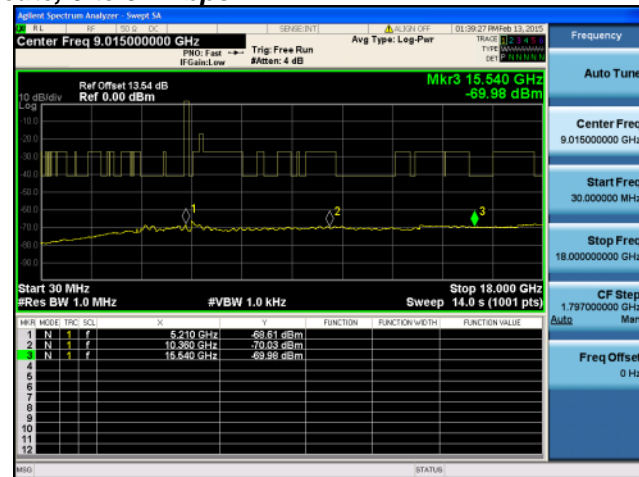 Agilent Spectrum Analyzer - Swept SA
RL RF 50 Ω DC SENSE:INT ALIGN OFF 01:39:27 PM Feb 13, 2015
Center Freq 9.015000000 GHz Avg Type: Log-Pwr TRACE 1 2 3 4 5 6
PNO: Fast Trig: Free Run TYPE
IFGain:Low #Atten: 4 dB DET P N N N N N
Mkr3 15.540 GHz
-69.98 dBm
Ref Offset 13.54 dB
10 dB/div Ref 0.00 dBm
Log
-10.0
-20.0
-30.0
-40.0
-50.0
-60.0
-70.0
-80.0
-90.0
1
2
3
Start 30 MHz Stop 18.000 GHz
#Res BW 1.0 MHz #VBW 1.0 kHz Sweep 14.0 s (1001 pts)
MKR MODE TRC SCL X Y FUNCTION FUNCTION WIDTH FUNCTION VALUE
1 N 1 f 5.210 GHz -68.61 dBm
2 N 1 f 10.360 GHz -70.03 dBm
3 N 1 f 15.540 GHz -69.98 dBm
4
5
6
7
8
9
10
11
12
MSG STATUS
Frequency
Auto Tune
Center Freq
9.015000000 GHz
Start Freq
30.000000 MHz
Stop Freq
18.000000000 GHz
CF Step
1.797000000 GHz
Auto Man
Freq Offset
0 Hz